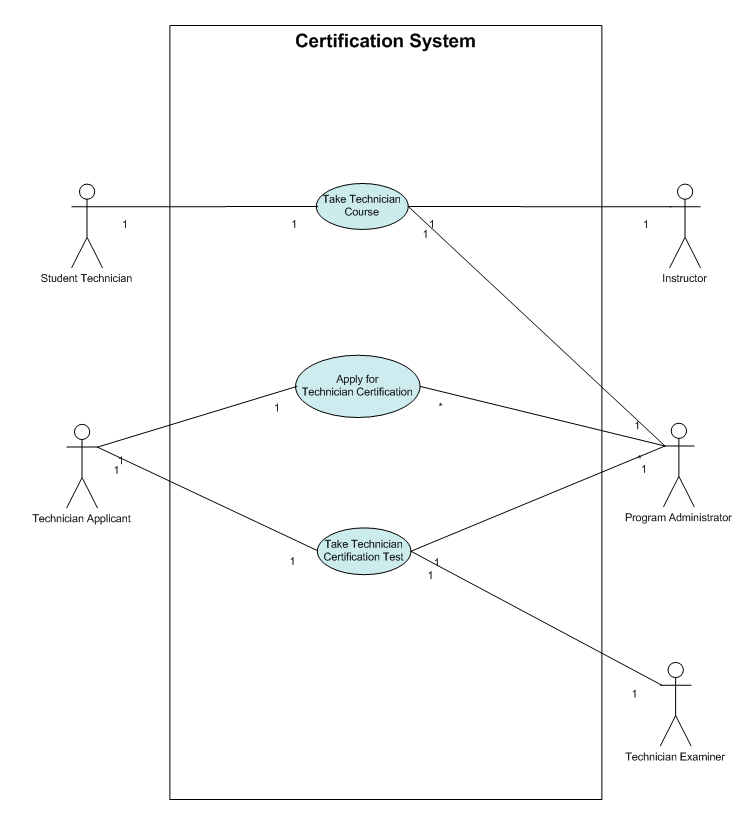 Certification System
Take Technician
Course
1
1
1
1
1
Student Technician
Instructor
Apply for
Technician Certification
1
*
1
1
1
*
1
Technician Applicant
Program Administrator
Take Technician
Certification Test
1
1
1
1
Technician Examiner